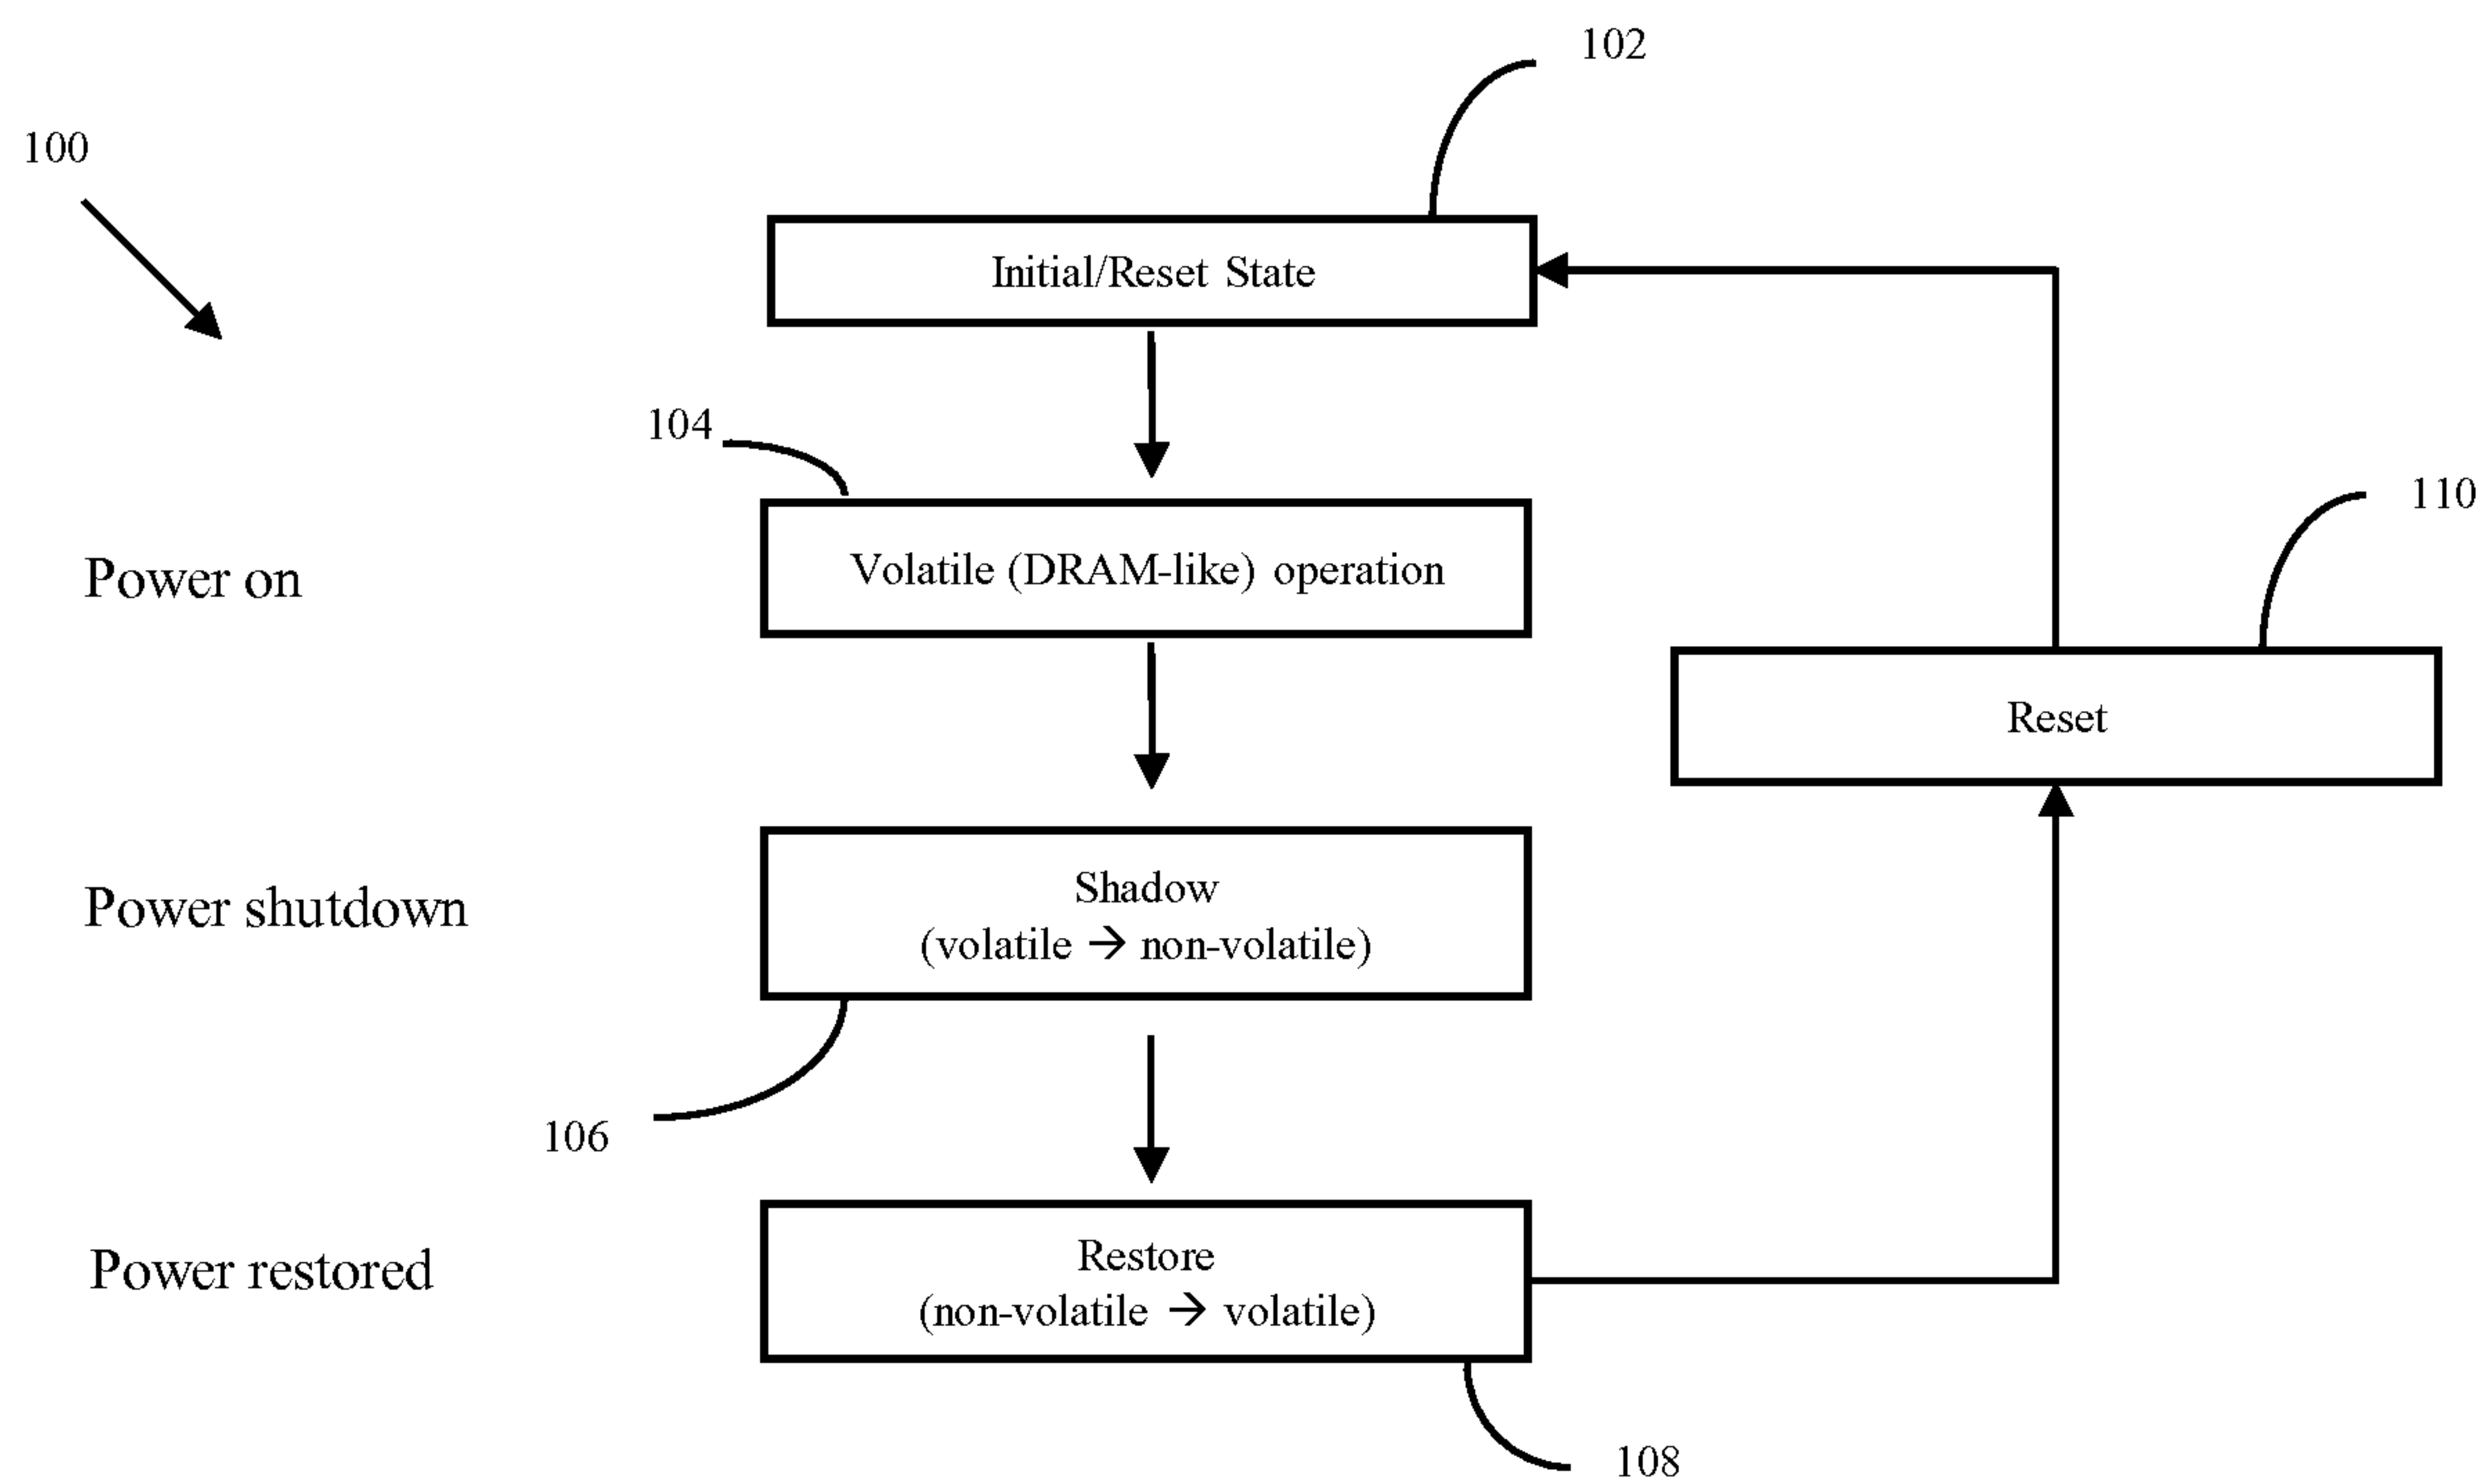 102
100
Initial/Reset State
104
110
Power on
Volatile (DRAM-like) operation
Reset
Power shutdown
Shadow
(volatile → non-volatile)
106
Power restored
Restore
(non-volatile → volatile)
108